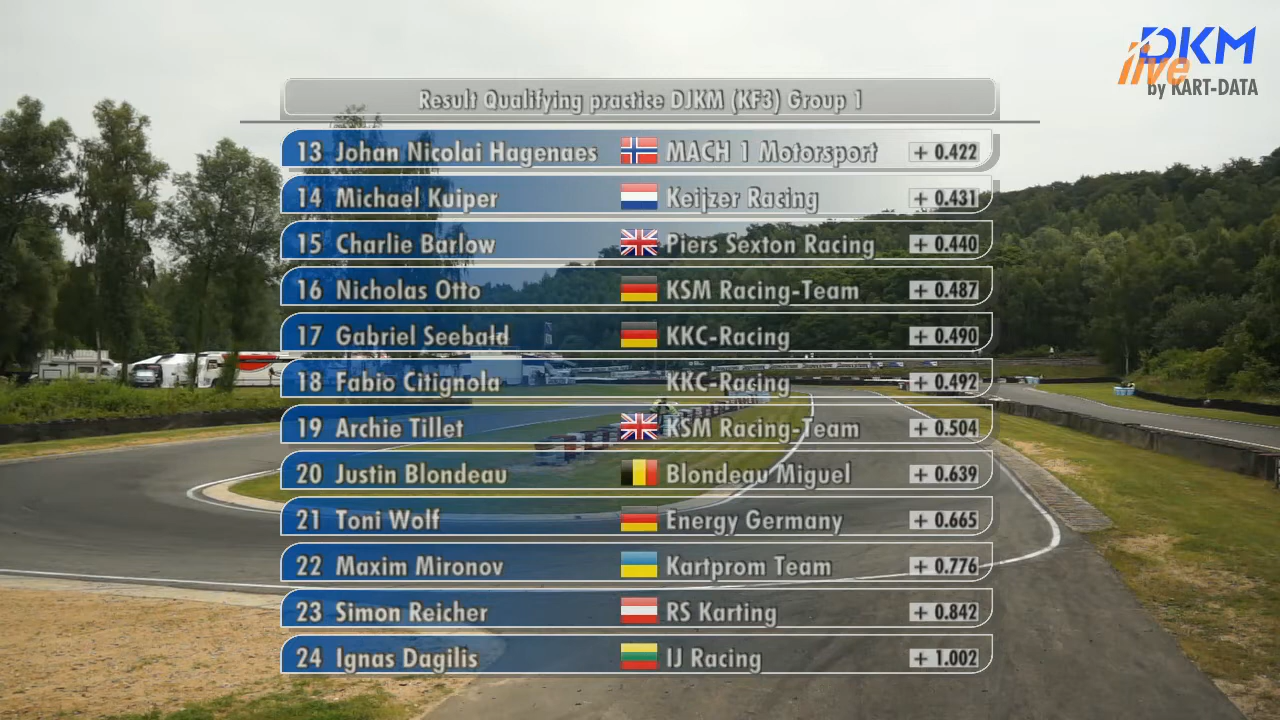 DKM
live
by KART-DATA
Result Qualifying practice DJKM (KF3) Group 1
13 Johan Nicolai Hagenaes MACH 1 Motorsport + 0.422
14 Michael Kuiper Keijzer Racing + 0.431
15 Charlie Barlow Piers Sexton Racing + 0.440
16 Nicholas Otto KSM Racing-Team + 0.487
17 Gabriel Seebald KKC-Racing + 0.490
18 Fabio Citignola KKC-Racing + 0.492
19 Archie Tillet KSM Racing-Team + 0.504
20 Justin Blondeau Blondeau Miguel + 0.639
21 Toni Wolf Energy Germany + 0.665
22 Maxim Mironov Kartprom Team + 0.776
23 Simon Reicher RS Karting + 0.842
24 Ignas Dagilis IJ Racing + 1.002